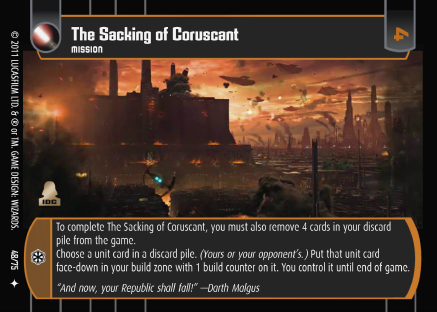 The Sacking of Coruscant
MISSION
4
© 2011 LUCASFILM LTD. & ® or TM. GAME DESIGN, WIZARDS.
48/75
IDC
To complete The Sacking of Coruscant, you must also remove 4 cards in your discard
pile from the game.
Choose a unit card in a discard pile. (Yours or your opponent's.) Put that unit card
face-down in your build zone with 1 build counter on it. You control it until end of game.
"And now, your Republic shall fall!" —Darth Malgus